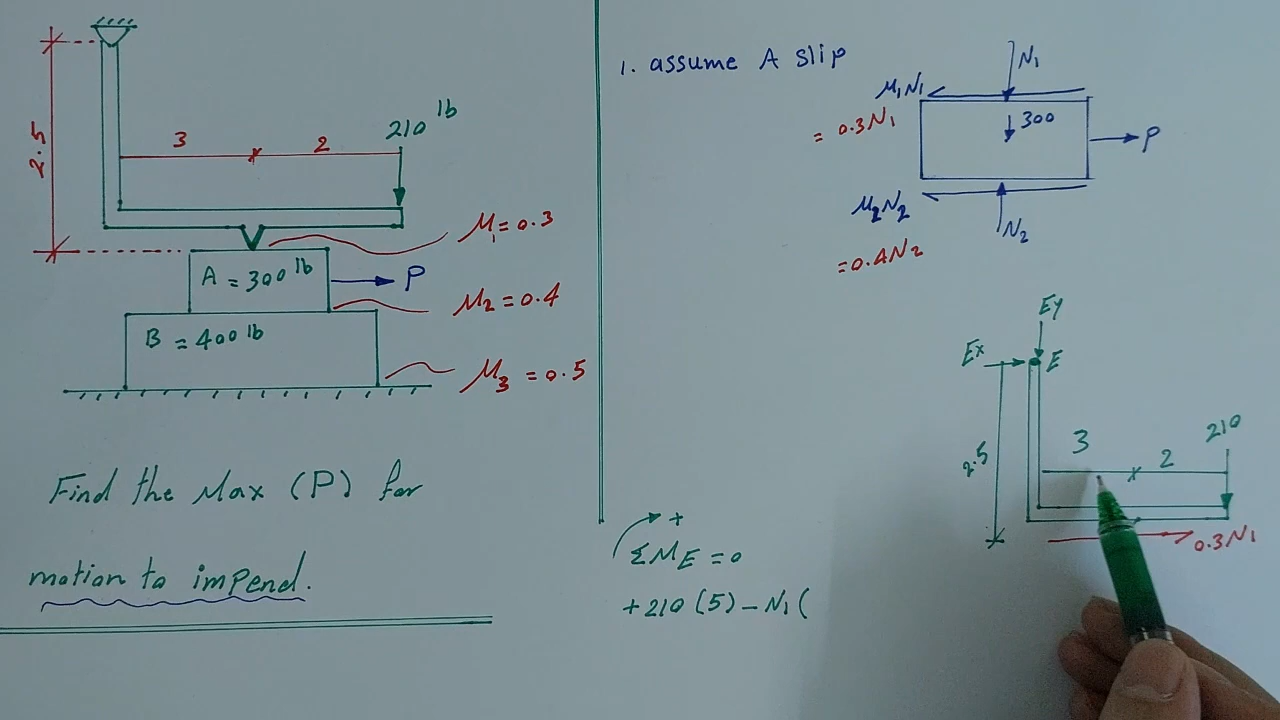 2.5
3
2
210 lb
μ₁ = 0.3
A = 300 lb
P
μ₂ = 0.4
B = 400 lb
μ₃ = 0.5
Find the Max (P) for
motion to impend.
1. assume A slip
N₁
μ₁N₁
= 0.3N₁
300
P
μ₂N₂
= 0.4N₂
N₂
Ey
Ex
E
2.5
3
2
210
0.3N₁
+
ΣM_E = 0
+210 (5) - N₁ (